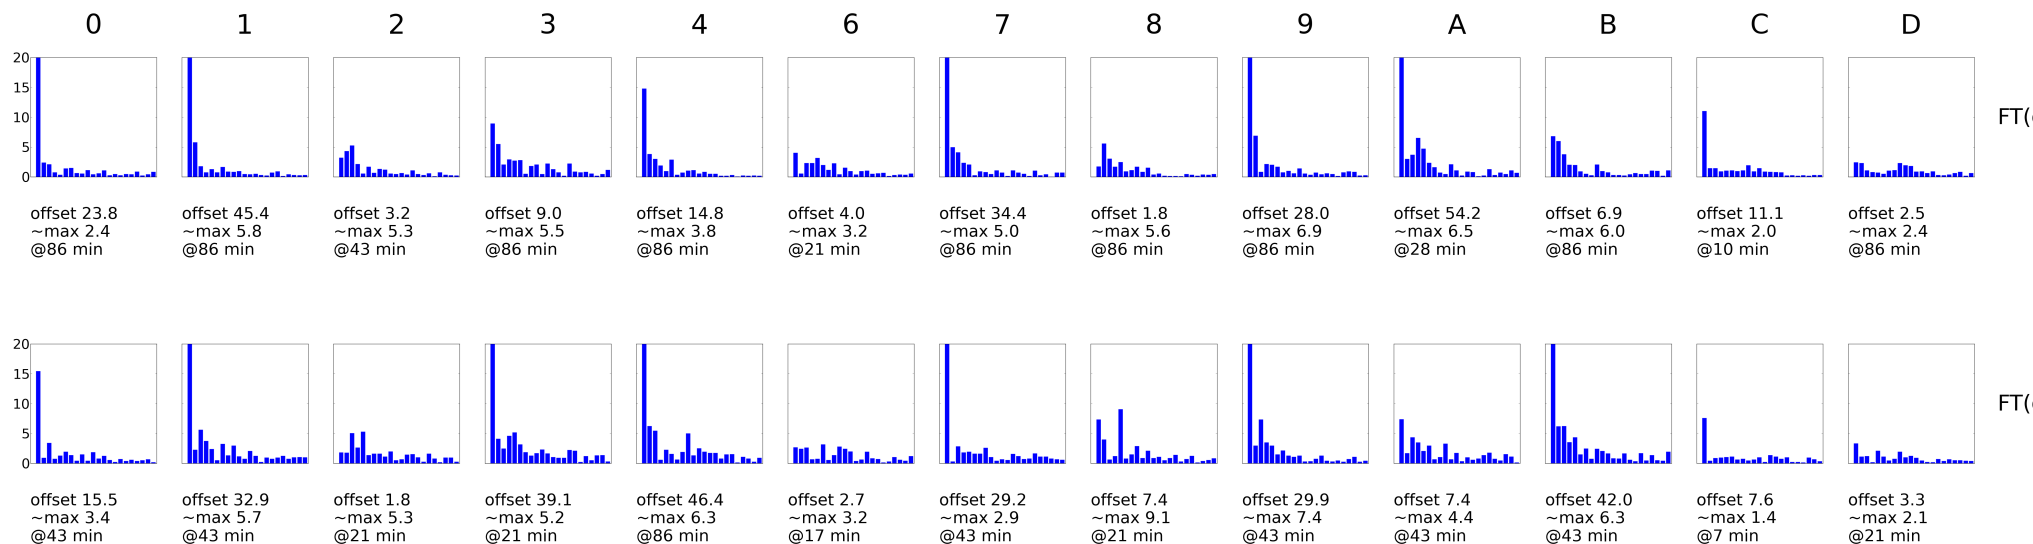 0 1 2 3 4 6 7 8 9 A B C D
20
15
10
5
0
FT(
offset 23.8 offset 45.4 offset 3.2 offset 9.0 offset 14.8 offset 4.0 offset 34.4 offset 1.8 offset 28.0 offset 54.2 offset 6.9 offset 11.1 offset 2.5
~max 2.4 ~max 5.8 ~max 5.3 ~max 5.5 ~max 3.8 ~max 3.2 ~max 5.0 ~max 5.6 ~max 6.9 ~max 6.5 ~max 6.0 ~max 2.0 ~max 2.4
@86 min @86 min @43 min @86 min @86 min @21 min @86 min @86 min @86 min @28 min @86 min @10 min @86 min
20
15
10
5
0
FT(
offset 15.5 offset 32.9 offset 1.8 offset 39.1 offset 46.4 offset 2.7 offset 29.2 offset 7.4 offset 29.9 offset 7.4 offset 42.0 offset 7.6 offset 3.3
~max 3.4 ~max 5.7 ~max 5.3 ~max 5.2 ~max 6.3 ~max 3.2 ~max 2.9 ~max 9.1 ~max 7.4 ~max 4.4 ~max 6.3 ~max 1.4 ~max 2.1
@43 min @43 min @21 min @21 min @86 min @17 min @43 min @21 min @43 min @43 min @43 min @7 min @21 min